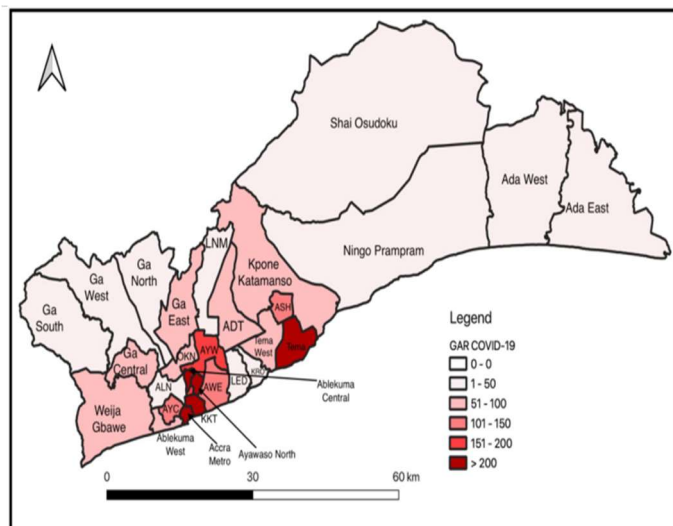 Shai Osudoku
Ada West
Ada East
Ningo Prampram
LNM
Kpone
Katamanso
Ga
North
Ga
West
Ga
South
Ga
East
ADT
ASH
Tema
West
Tema
Ga
Central
OKN
AYW
ALN
AWE
LED
KRO
Weija
Gbawe
AYC
KKT
Ablekuma
Central
Ablekuma
West
Accra
Metro
Ayawaso North
Legend
GAR COVID-19
0 - 0
1 - 50
51 - 100
101 - 150
151 - 200
> 200
0
30
60 km